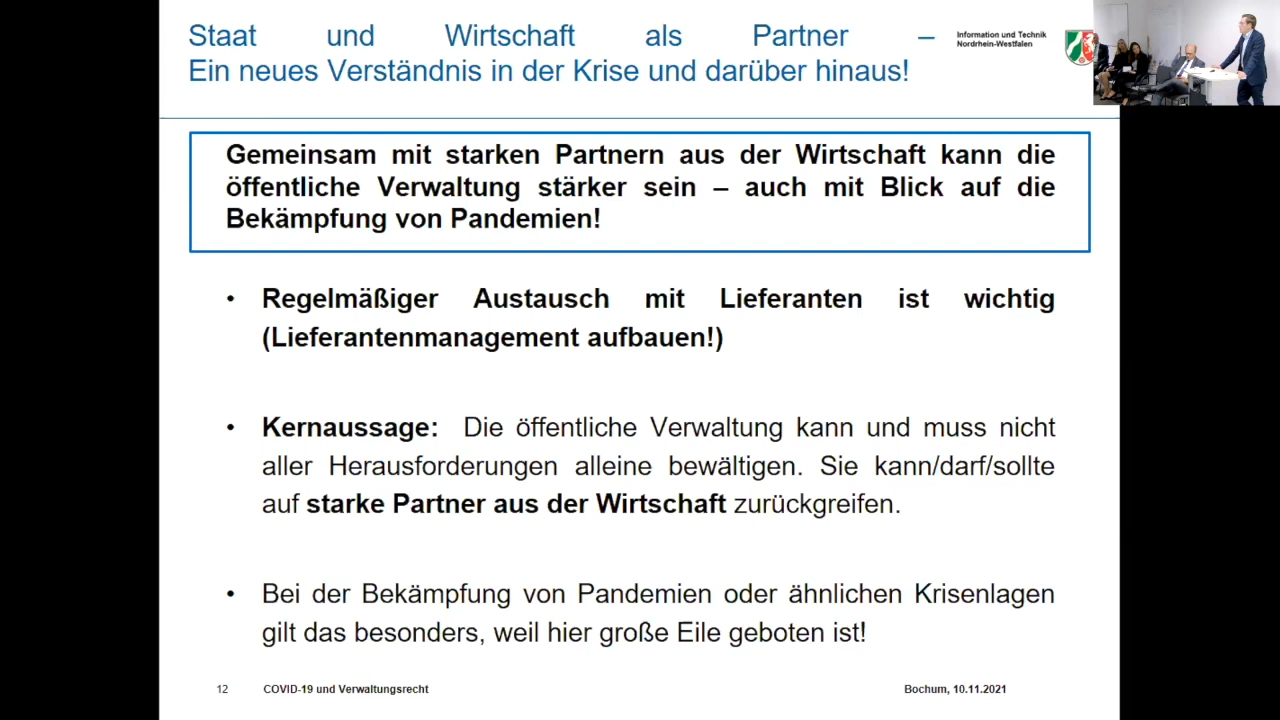 Staat und Wirtschaft als Partner –
Ein neues Verständnis in der Krise und darüber hinaus!
Information und Technik
Nordrhein-Westfalen
Gemeinsam mit starken Partnern aus der Wirtschaft kann die
öffentliche Verwaltung stärker sein – auch mit Blick auf die
Bekämpfung von Pandemien!
• Regelmäßiger Austausch mit Lieferanten ist wichtig
(Lieferantenmanagement aufbauen!)
• Kernaussage: Die öffentliche Verwaltung kann und muss nicht
aller Herausforderungen alleine bewältigen. Sie kann/darf/sollte
auf starke Partner aus der Wirtschaft zurückgreifen.
• Bei der Bekämpfung von Pandemien oder ähnlichen Krisenlagen
gilt das besonders, weil hier große Eile geboten ist!
12 COVID-19 und Verwaltungsrecht Bochum, 10.11.2021